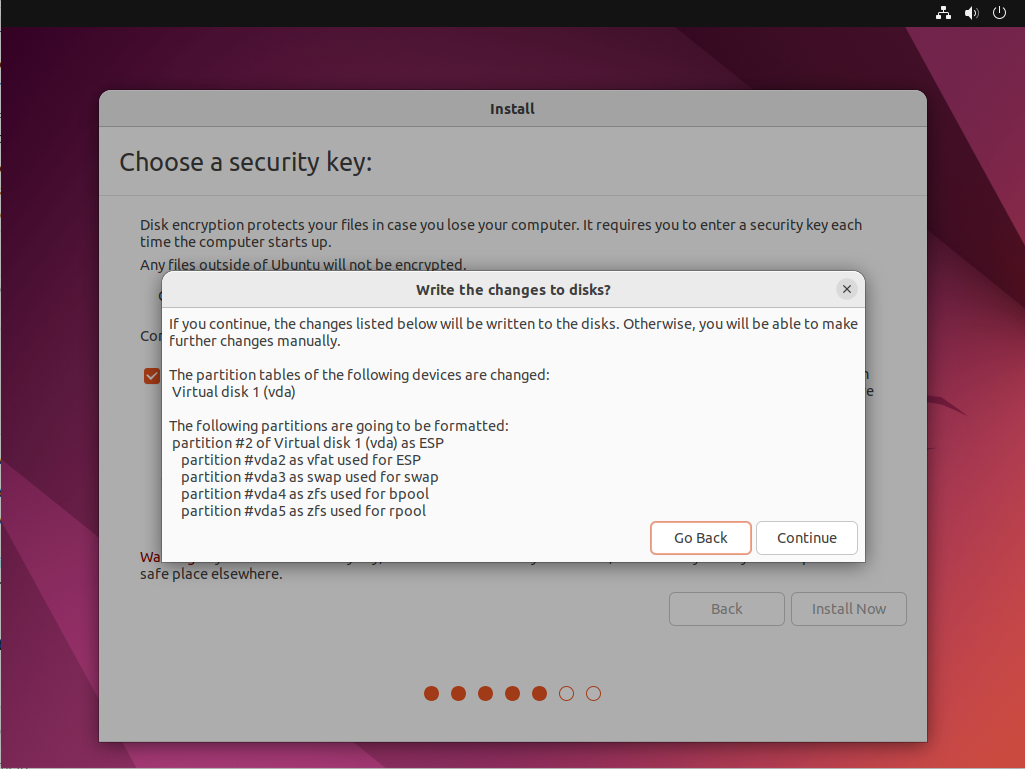 Install
Choose a security key:
Disk encryption protects your files in case you lose your computer. It requires you to enter a security key each
time the computer starts up.
Any files outside of Ubuntu will not be encrypted.
Write the changes to disks?
If you continue, the changes listed below will be written to the disks. Otherwise, you will be able to make
further changes manually.
The partition tables of the following devices are changed:
Virtual disk 1 (vda)
The following partitions are going to be formatted:
partition #2 of Virtual disk 1 (vda) as ESP
partition #vda2 as vfat used for ESP
partition #vda3 as swap used for swap
partition #vda4 as zfs used for bpool
partition #vda5 as zfs used for rpool
Go Back
Continue
safe place elsewhere.
Back
Install Now